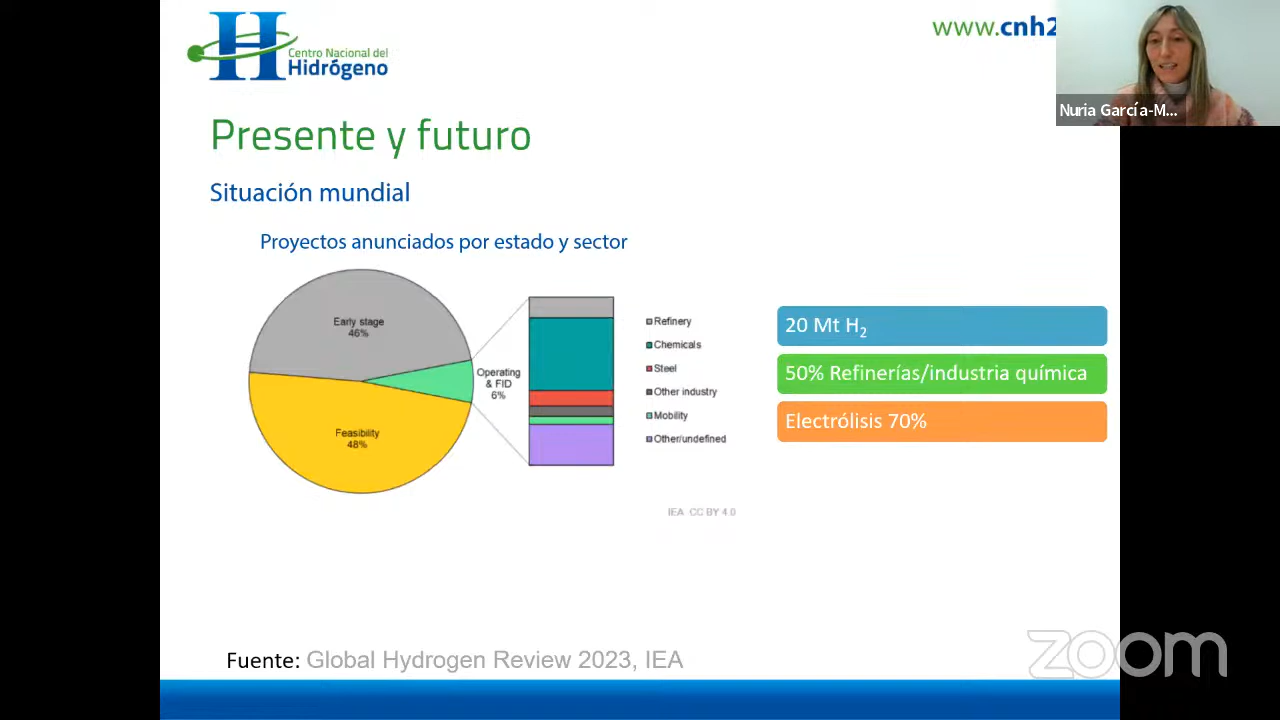 Centro Nacional del
Hidrógeno
www.cnh2
Nuria García-M...
Presente y futuro
Situación mundial
Proyectos anunciados por estado y sector
Early stage
46%
Operating
& FID
6%
Feasibility
48%
Refinery
Chemicals
Steel
Other industry
Mobility
Other/undefined
IEA CC BY 4.0
20 Mt H₂
50% Refinerías/industria química
Electrólisis 70%
Fuente: Global Hydrogen Review 2023, IEA
zoom